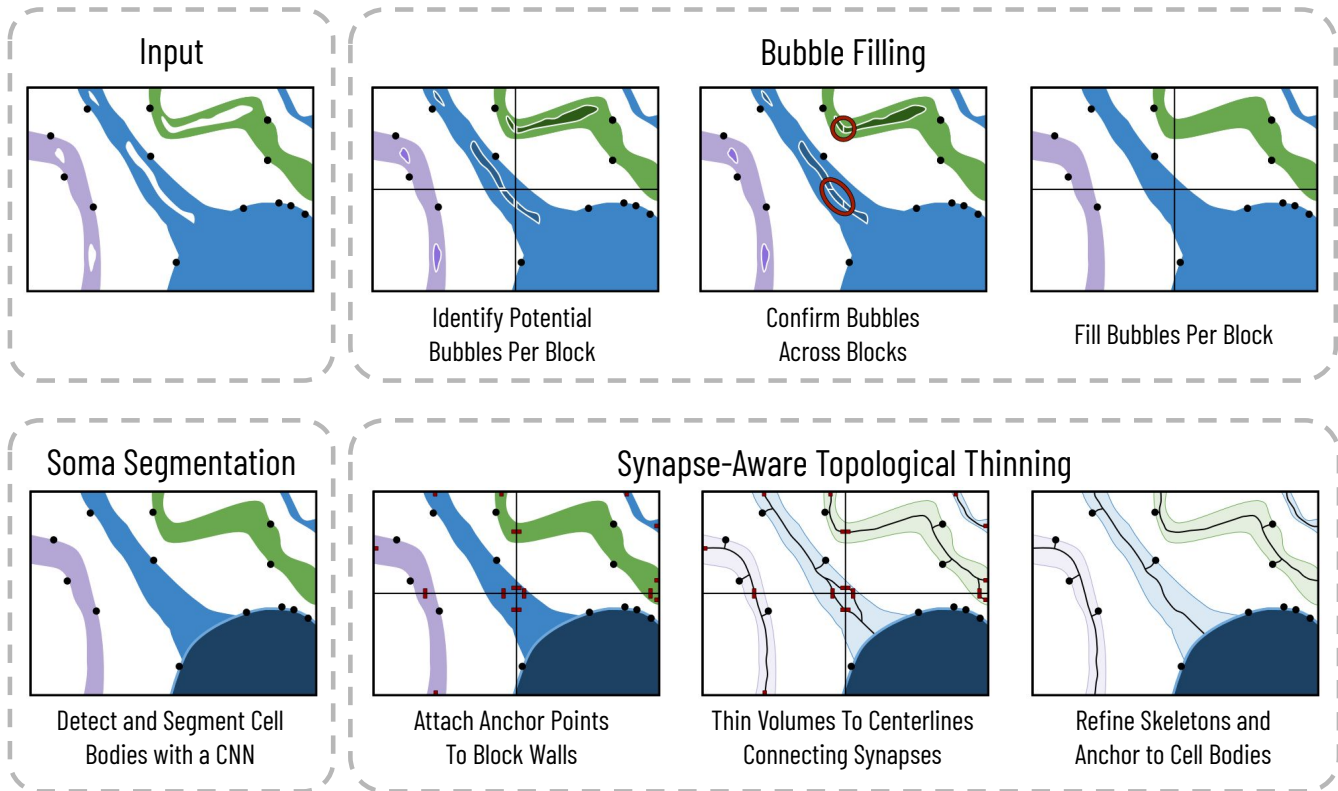 Input
Bubble Filling
Identify Potential
Bubbles Per Block
Confirm Bubbles
Across Blocks
Fill Bubbles Per Block
Soma Segmentation
Synapse-Aware Topological Thinning
Detect and Segment Cell
Bodies with a CNN
Attach Anchor Points
To Block Walls
Thin Volumes To Centerlines
Connecting Synapses
Refine Skeletons and
Anchor to Cell Bodies